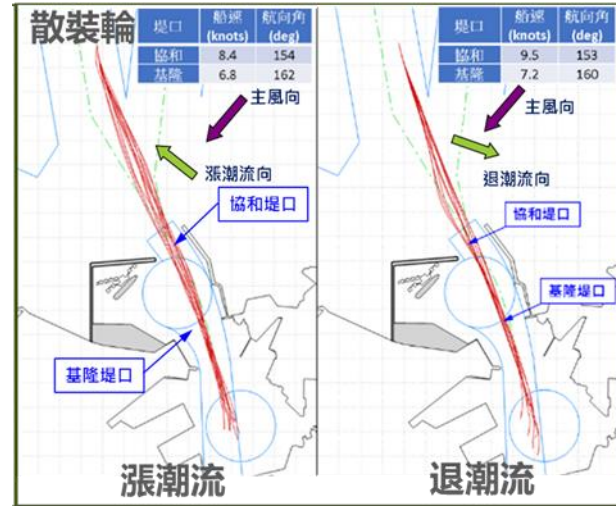 散裝輪
堤口 船速(knots) 航向角(deg)
協和 8.4 154
基隆 6.8 162
主風向
漲潮流向
協和堤口
基隆堤口
漲潮流
堤口 船速(knots) 航向角(deg)
協和 9.5 153
基隆 7.2 160
主風向
退潮流向
協和堤口
基隆堤口
退潮流